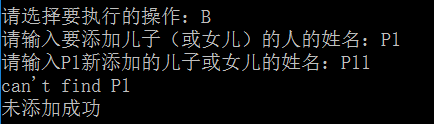 请选择要执行的操作：B
请输入要添加儿子（或女儿）的人的姓名：P1
请输入P1新添加的儿子或女儿的姓名：P11
can't find P1
未添加成功